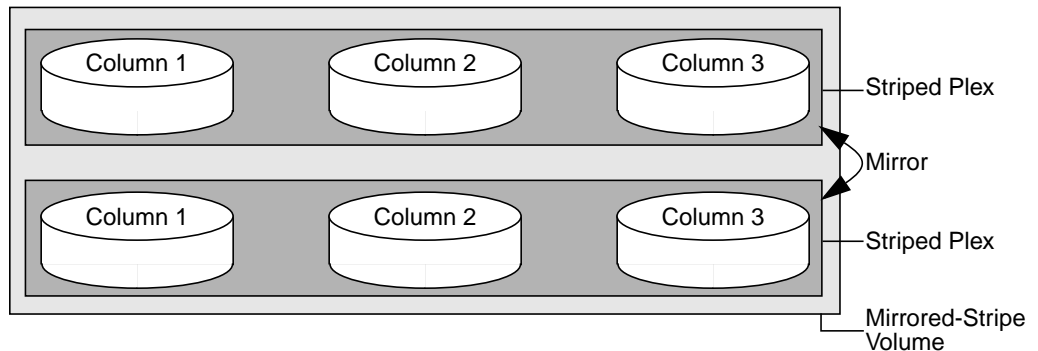 Column 1
Column 2
Column 3
Striped Plex
Mirror
Column 1
Column 2
Column 3
Striped Plex
Mirrored-Stripe
Volume